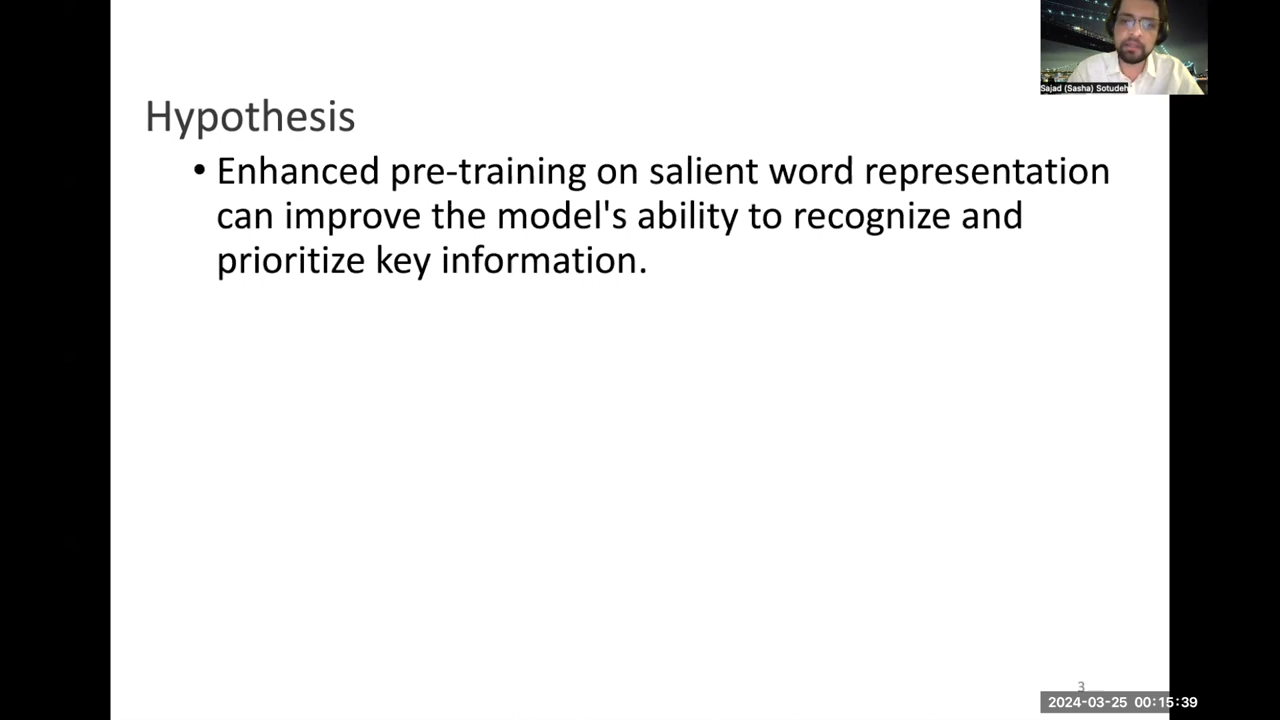 Sajad (Sasha) Sotudeh
Hypothesis
• Enhanced pre-training on salient word representation
can improve the model's ability to recognize and
prioritize key information.
3
2024-03-25 00:15:39